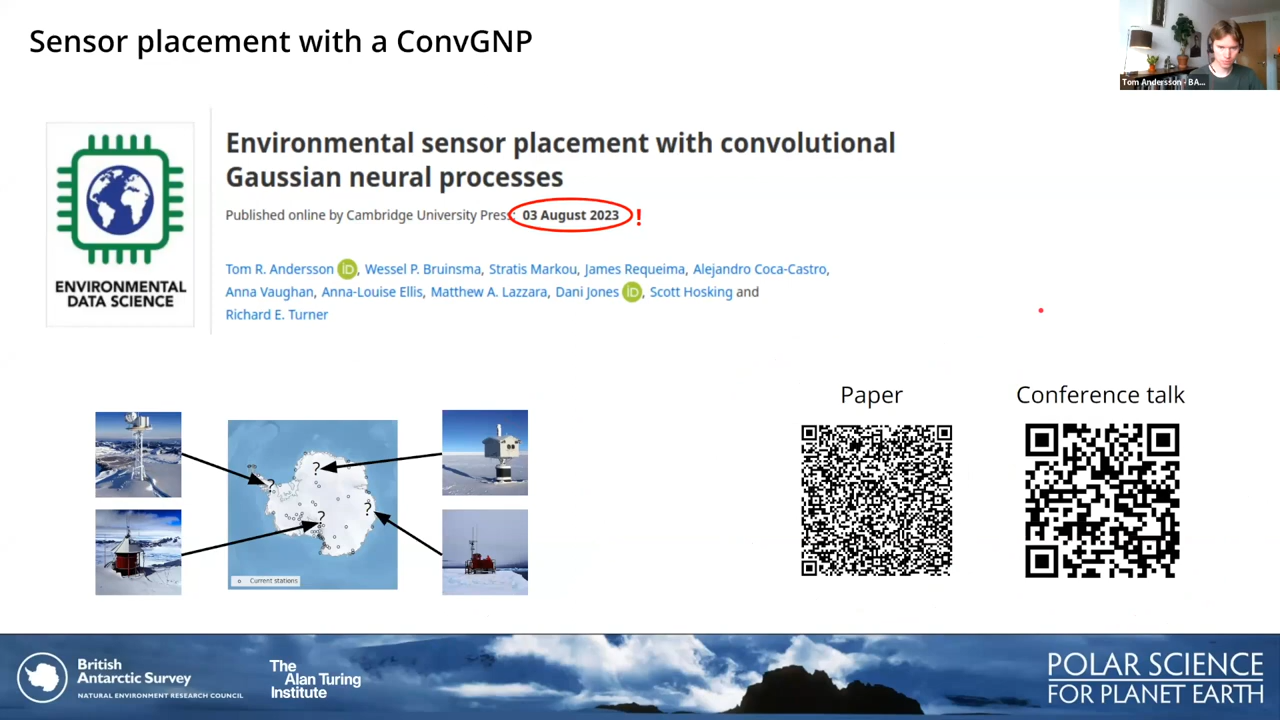 Sensor placement with a ConvGNP
Tom Andersson - BA...
Environmental sensor placement with convolutional
Gaussian neural processes
Published online by Cambridge University Press: 03 August 2023 !
Tom R. Andersson iD, Wessel P. Bruinsma, Stratis Markou, James Requeima, Alejandro Coca-Castro,
Anna Vaughan, Anna-Louise Ellis, Matthew A. Lazzara, Dani Jones iD, Scott Hosking and
Richard E. Turner
ENVIRONMENTAL
DATA SCIENCE
Paper
Conference talk
?
?
?
?
Current stations
British
Antarctic Survey
NATURAL ENVIRONMENT RESEARCH COUNCIL
The
Alan Turing
Institute
POLAR SCIENCE
FOR PLANET EARTH